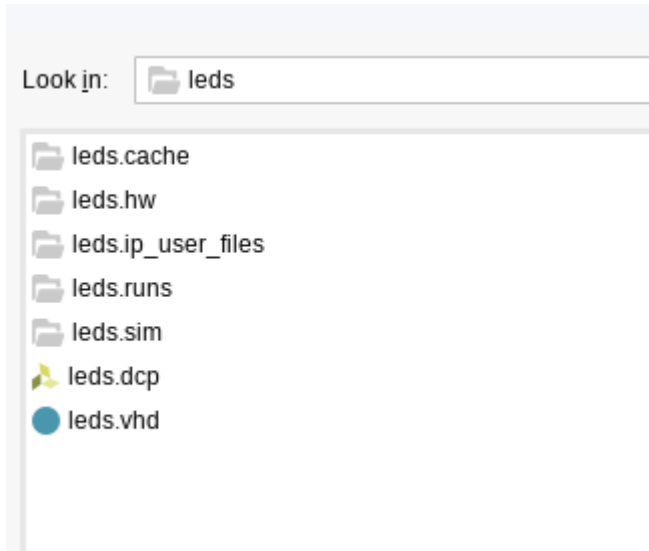 Look in: leds
leds.cache
leds.hw
leds.ip_user_files
leds.runs
leds.sim
leds.dcp
leds.vhd